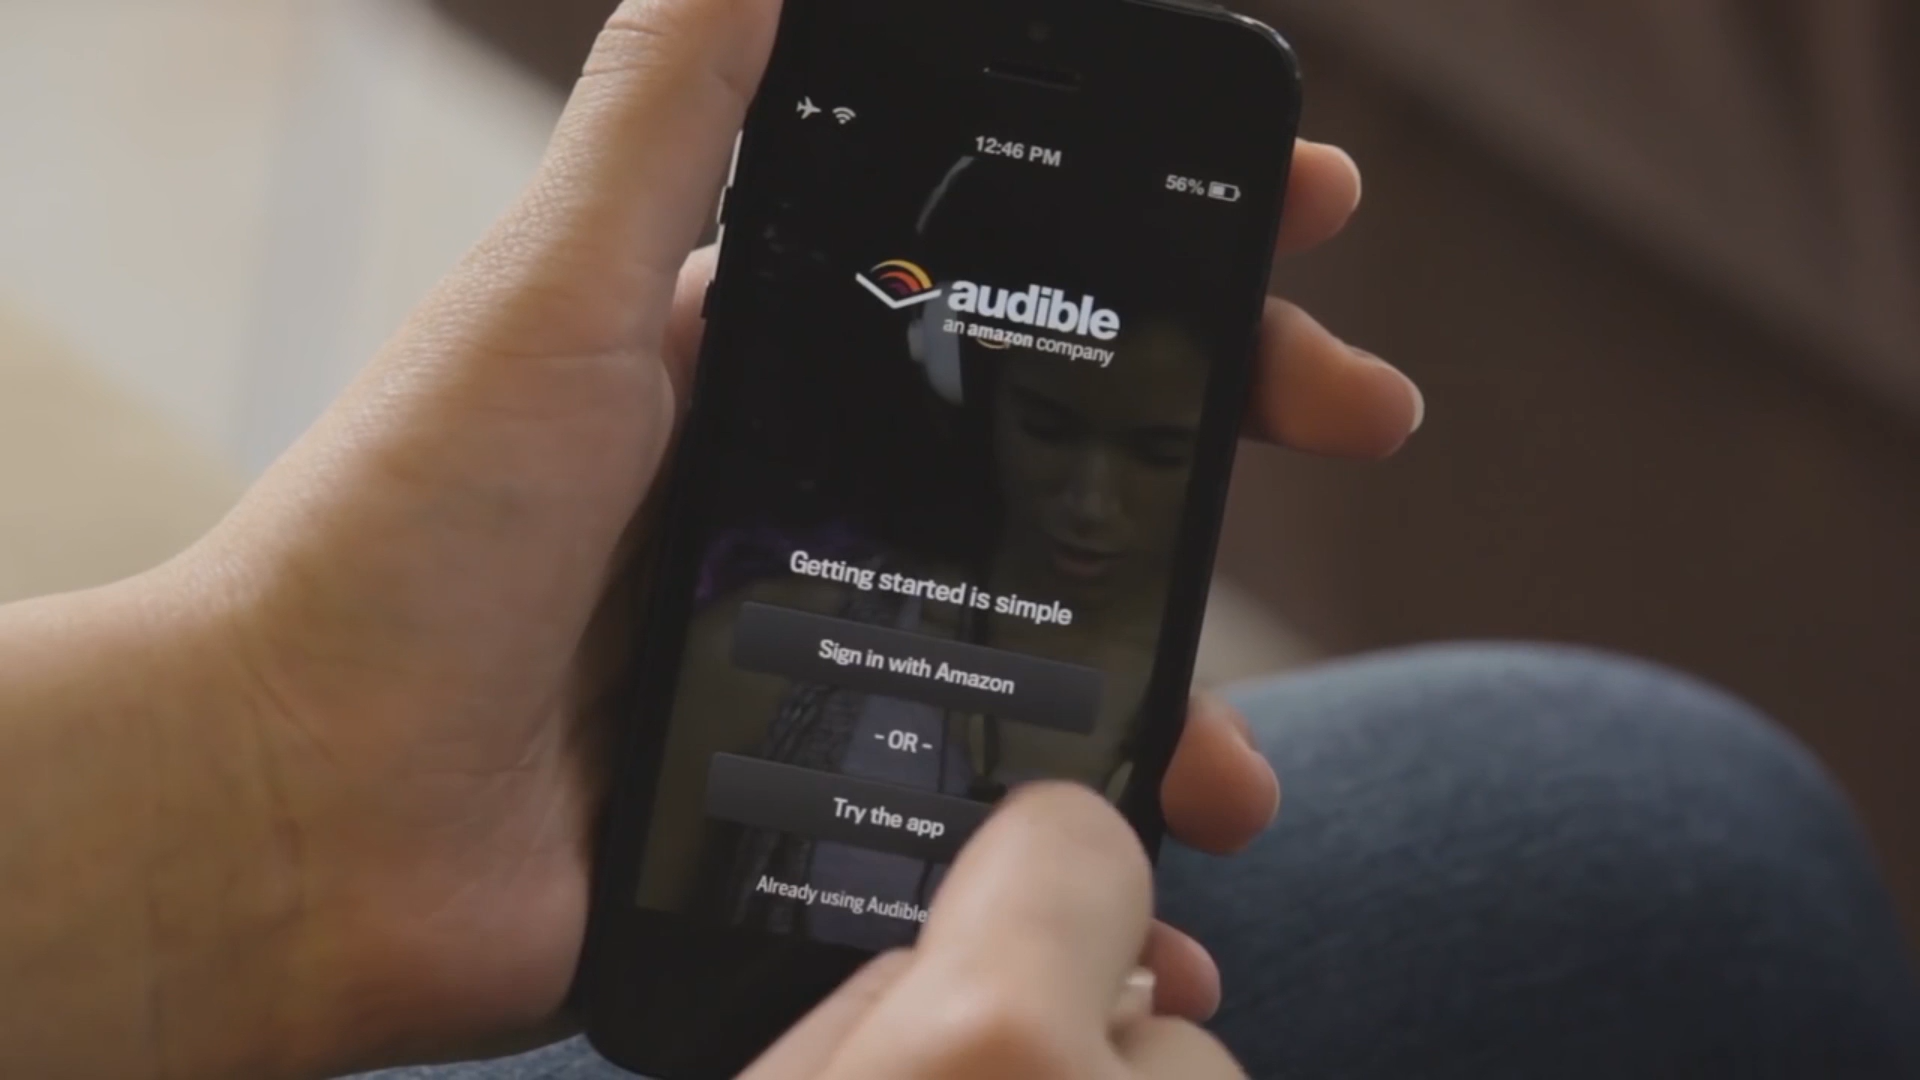 12:46 PM
56%
audible
an amazon company
Getting started is simple
Sign in with Amazon
- OR -
Try the app
Already using Audible